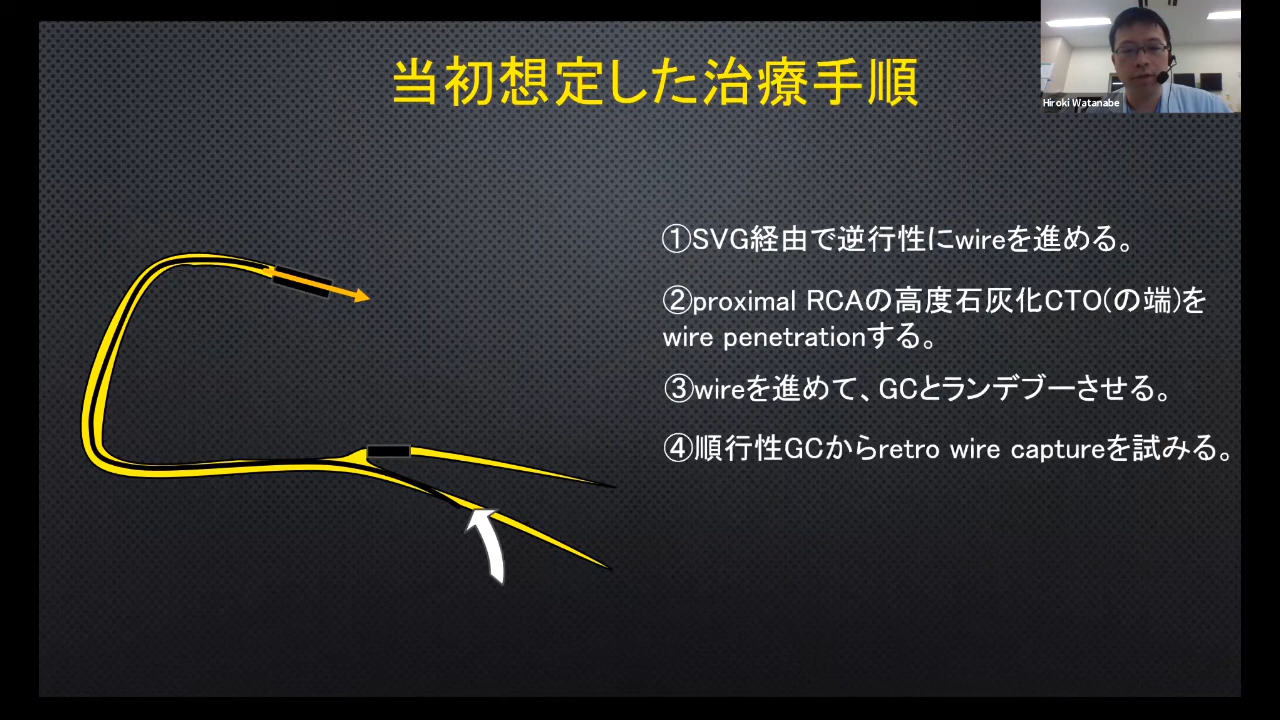 当初想定した治療手順
Hiroki Watanabe
①SVG経由で逆行性にwireを進める。
②proximal RCAの高度石灰化CTO(の端)を
wire penetrationする。
③wireを進めて、GCとランデブーさせる。
④順行性GCからretro wire captureを試みる。